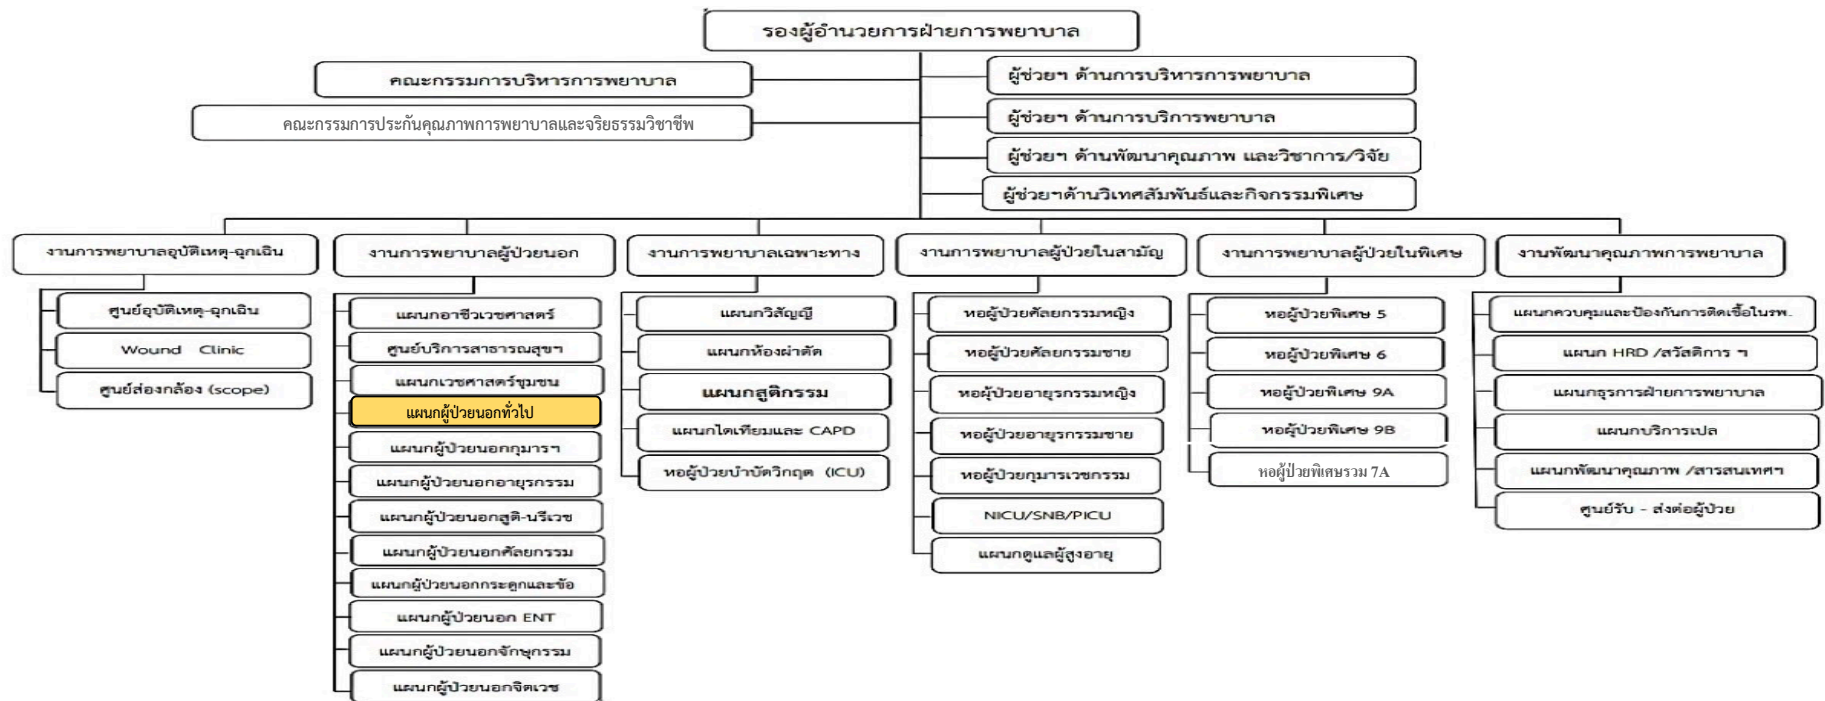 รองผู้อำนวยการฝ่ายการพยาบาล
คณะกรรมการบริหารการพยาบาล
คณะกรรมการประกันคุณภาพการพยาบาลและจริยธรรมวิชาชีพ
ผู้ช่วยฯ ด้านการบริหารการพยาบาล
ผู้ช่วยฯ ด้านการบริการพยาบาล
ผู้ช่วยฯ ด้านพัฒนาคุณภาพ และวิชาการ/วิจัย
ผู้ช่วยฯด้านวิเทศสัมพันธ์และกิจกรรมพิเศษ
งานการพยาบาลอุบัติเหตุ-ฉุกเฉิน
ศูนย์อุบัติเหตุ-ฉุกเฉิน
Wound Clinic
ศูนย์ส่องกล้อง (scope)
งานการพยาบาลผู้ป่วยนอก
แผนกอาชีวเวชศาสตร์
ศูนย์บริการสาธารณสุขฯ
แผนกเวชศาสตร์ชุมชน
แผนกผู้ป่วยนอกทั่วไป
แผนกผู้ป่วยนอกกุมารฯ
แผนกผู้ป่วยนอกอายุรกรรม
แผนกผู้ป่วยนอกสูติ-นรีเวช
แผนกผู้ป่วยนอกศัลยกรรม
แผนกผู้ป่วยนอกกระดูกและข้อ
แผนกผู้ป่วยนอก ENT
แผนกผู้ป่วยนอกจักษุกรรม
แผนกผู้ป่วยนอกจิตเวช
งานการพยาบาลเฉพาะทาง
แผนกวิสัญญี
แผนกห้องผ่าตัด
แผนกสูติกรรม
แผนกไตเทียมและ CAPD
หอผู้ป่วยบำบัดวิกฤต (ICU)
งานการพยาบาลผู้ป่วยในสามัญ
หอผู้ป่วยศัลยกรรมหญิง
หอผู้ป่วยศัลยกรรมชาย
หอผู้ป่วยอายุรกรรมหญิง
หอผู้ป่วยอายุรกรรมชาย
หอผู้ป่วยกุมารเวชกรรม
NICU/SNB/PICU
แผนกดูแลผู้สูงอายุ
งานการพยาบาลผู้ป่วยในพิเศษ
หอผู้ป่วยพิเศษ 5
หอผู้ป่วยพิเศษ 6
หอผู้ป่วยพิเศษ 9A
หอผู้ป่วยพิเศษ 9B
หอผู้ป่วยพิเศษรวม 7A
งานพัฒนาคุณภาพการพยาบาล
แผนกควบคุมและป้องกันการติดเชื้อในรพ.
แผนก HRD /สวัสดิการ ฯ
แผนกธุรการฝ่ายการพยาบาล
แผนกบริการเปล
แผนกพัฒนาคุณภาพ /สารสนเทศฯ
ศูนย์รับ - ส่งต่อผู้ป่วย